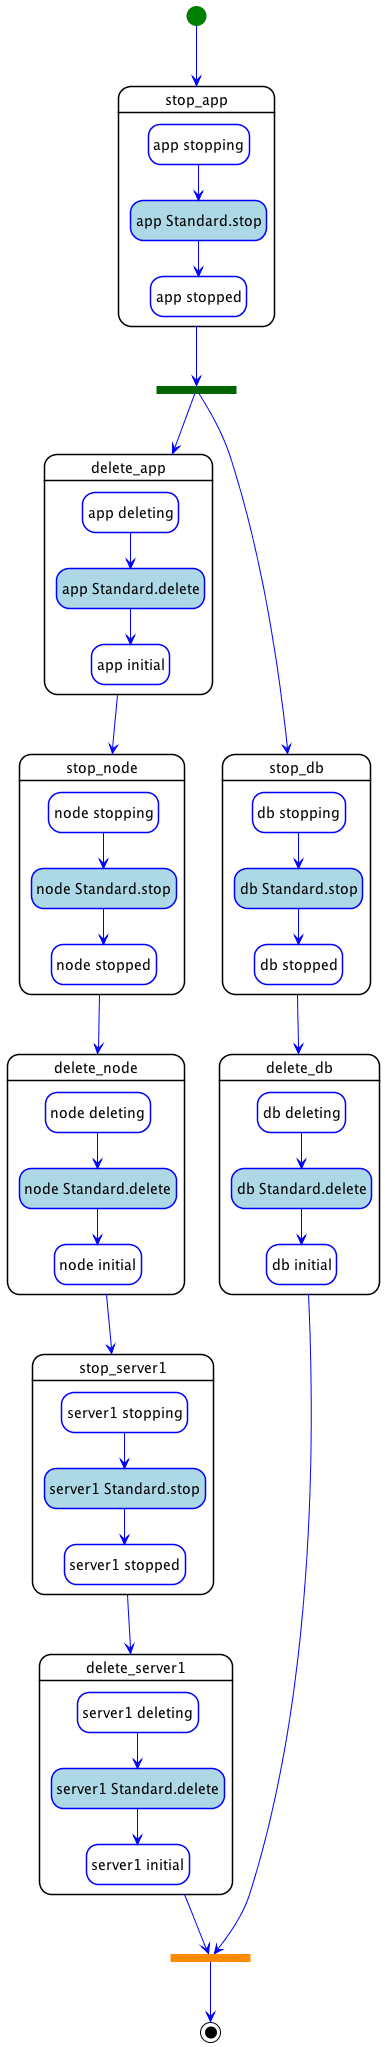 stop_app
app stopping
app Standard.stop
app stopped
delete_app
app deleting
app Standard.delete
app initial
stop_node
node stopping
node Standard.stop
node stopped
stop_db
db stopping
db Standard.stop
db stopped
delete_node
node deleting
node Standard.delete
node initial
delete_db
db deleting
db Standard.delete
db initial
stop_server1
server1 stopping
server1 Standard.stop
server1 stopped
delete_server1
server1 deleting
server1 Standard.delete
server1 initial